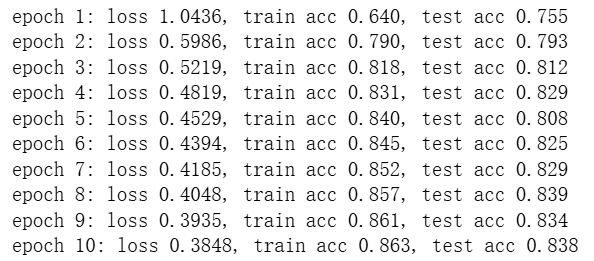 epoch 1: loss 1.0436, train acc 0.640, test acc 0.755
epoch 2: loss 0.5986, train acc 0.790, test acc 0.793
epoch 3: loss 0.5219, train acc 0.818, test acc 0.812
epoch 4: loss 0.4819, train acc 0.831, test acc 0.829
epoch 5: loss 0.4529, train acc 0.840, test acc 0.808
epoch 6: loss 0.4394, train acc 0.845, test acc 0.825
epoch 7: loss 0.4185, train acc 0.852, test acc 0.829
epoch 8: loss 0.4048, train acc 0.857, test acc 0.839
epoch 9: loss 0.3935, train acc 0.861, test acc 0.834
epoch 10: loss 0.3848, train acc 0.863, test acc 0.838